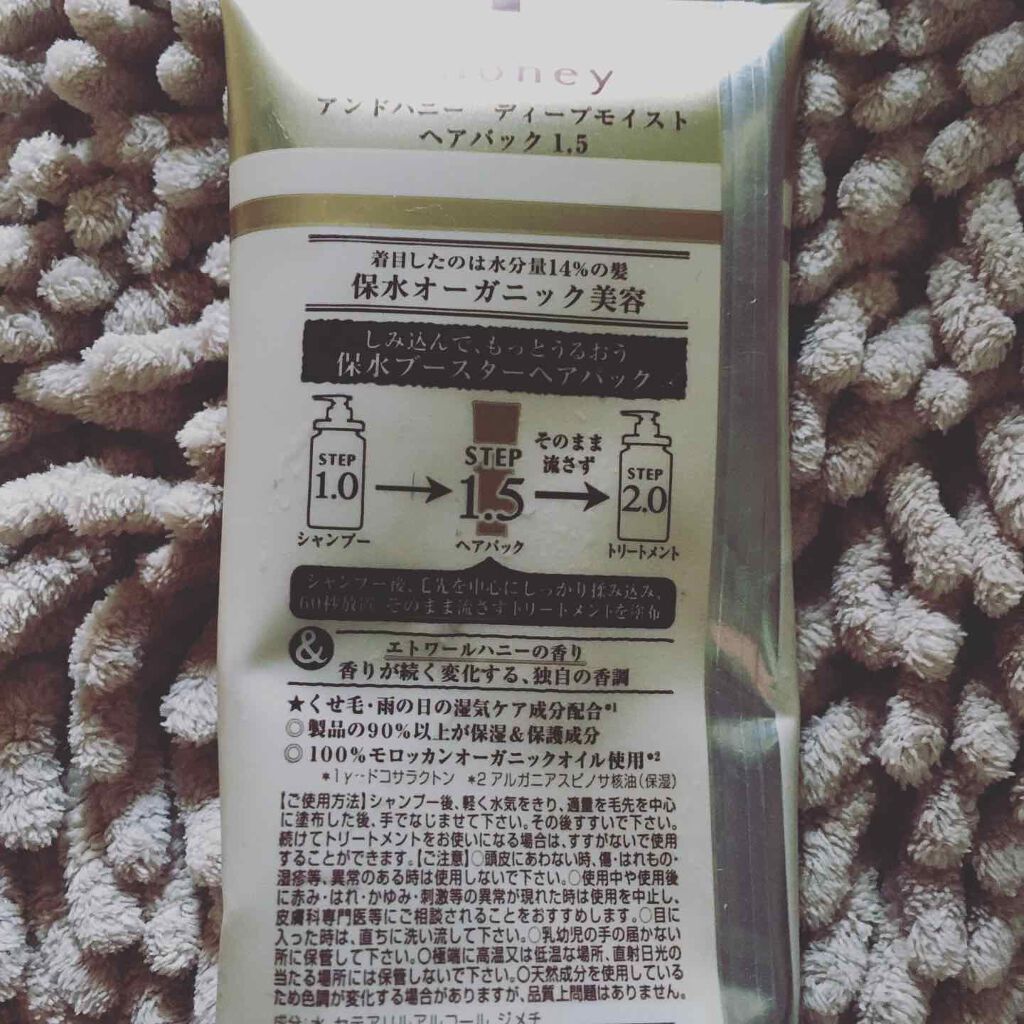 honey
アンドハニー ディープモイスト
ヘアパック 1.5
着目したのは水分量14%の髪
保水オーガニック美容
しみ込んで、もっとうるおう
保水ブースターヘアパック
STEP
1.0
シャンプー
STEP
1.5
ヘアパック
そのまま
流さず
STEP
2.0
トリートメント
シャンプー後、毛先を中心にしっかり揉み込み、
60秒放置 そのまま流さずトリートメントを塗布
&
エトワールハニーの香り
香りが続く変化する、独自の香調
★くせ毛・雨の日の湿気ケア成分配合*1
◎製品の90%以上が保湿&保護成分
◎100%モロッカンオーガニックオイル使用*2
*1 γ-ドコサラクトン *2 アルガニアスピノサ核油(保湿)
【ご使用方法】シャンプー後、軽く水気をきり、適量を毛先を中心
に塗布した後、手でなじませて下さい。その後すすいで下さい。
続けてトリートメントをお使いになる場合は、すすがないで使用
することができます。【ご注意】○頭皮にあわない時、傷・はれもの・
湿疹等、異常のある時は使用しないで下さい。○使用中や使用後
に赤み・はれ・かゆみ・刺激等の異常が現れた時は使用を中止し、
皮膚科専門医等にご相談されることをおすすめします。○目に
入った時は、直ちに洗い流して下さい。○乳幼児の手の届かない
所に保管して下さい。○極端に高温又は低温な場所、直射日光の
当たる場所には保管しないで下さい。○天然成分を使用している
ため色調が変化する場合がありますが、品質上問題はありません。
成分:水、セテアリルアルコール、ジメチ